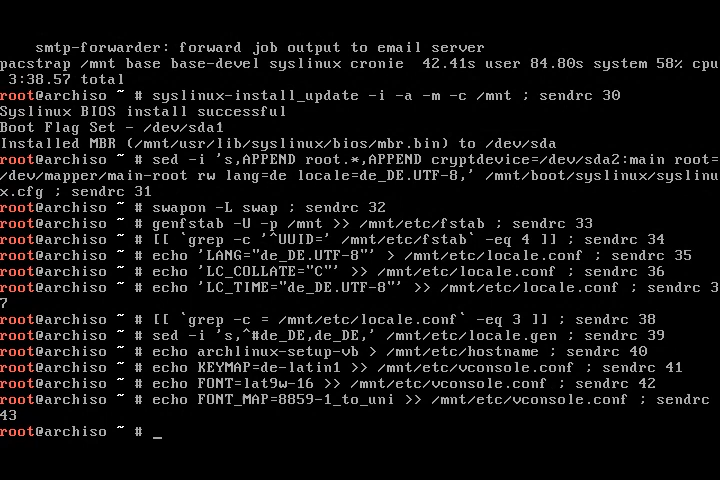 smtp-forwarder: forward job output to email server
pacstrap /mnt base base-devel syslinux cronie  42.41s user 84.80s system 58% cpu
 3:38.57 total
root@archiso ~ # syslinux-install_update -i -a -m -c /mnt ; sendrc 30
Syslinux BIOS install successful
Boot Flag Set - /dev/sda1
Installed MBR (/mnt/usr/lib/syslinux/bios/mbr.bin) to /dev/sda
root@archiso ~ # sed -i 's,APPEND root.*,APPEND cryptdevice=/dev/sda2:main root=
/dev/mapper/main-root rw lang=de locale=de_DE.UTF-8,' /mnt/boot/syslinux/syslinu
x.cfg ; sendrc 31
root@archiso ~ # swapon -L swap ; sendrc 32
root@archiso ~ # genfstab -U -p /mnt >> /mnt/etc/fstab ; sendrc 33
root@archiso ~ # [[ `grep -c '^UUID=' /mnt/etc/fstab` -eq 4 ]] ; sendrc 34
root@archiso ~ # echo 'LANG="de_DE.UTF-8"' > /mnt/etc/locale.conf ; sendrc 35
root@archiso ~ # echo 'LC_COLLATE="C"' >> /mnt/etc/locale.conf ; sendrc 36
root@archiso ~ # echo 'LC_TIME="de_DE.UTF-8"' >> /mnt/etc/locale.conf ; sendrc 3
7
root@archiso ~ # [[ `grep -c = /mnt/etc/locale.conf` -eq 3 ]] ; sendrc 38
root@archiso ~ # sed -i 's,^#de_DE,de_DE,' /mnt/etc/locale.gen ; sendrc 39
root@archiso ~ # echo archlinux-setup-vb > /mnt/etc/hostname ; sendrc 40
root@archiso ~ # echo KEYMAP=de-latin1 >> /mnt/etc/vconsole.conf ; sendrc 41
root@archiso ~ # echo FONT=lat9w-16 >> /mnt/etc/vconsole.conf ; sendrc 42
root@archiso ~ # echo FONT_MAP=8859-1_to_uni >> /mnt/etc/vconsole.conf ; sendrc
43
root@archiso ~ # _